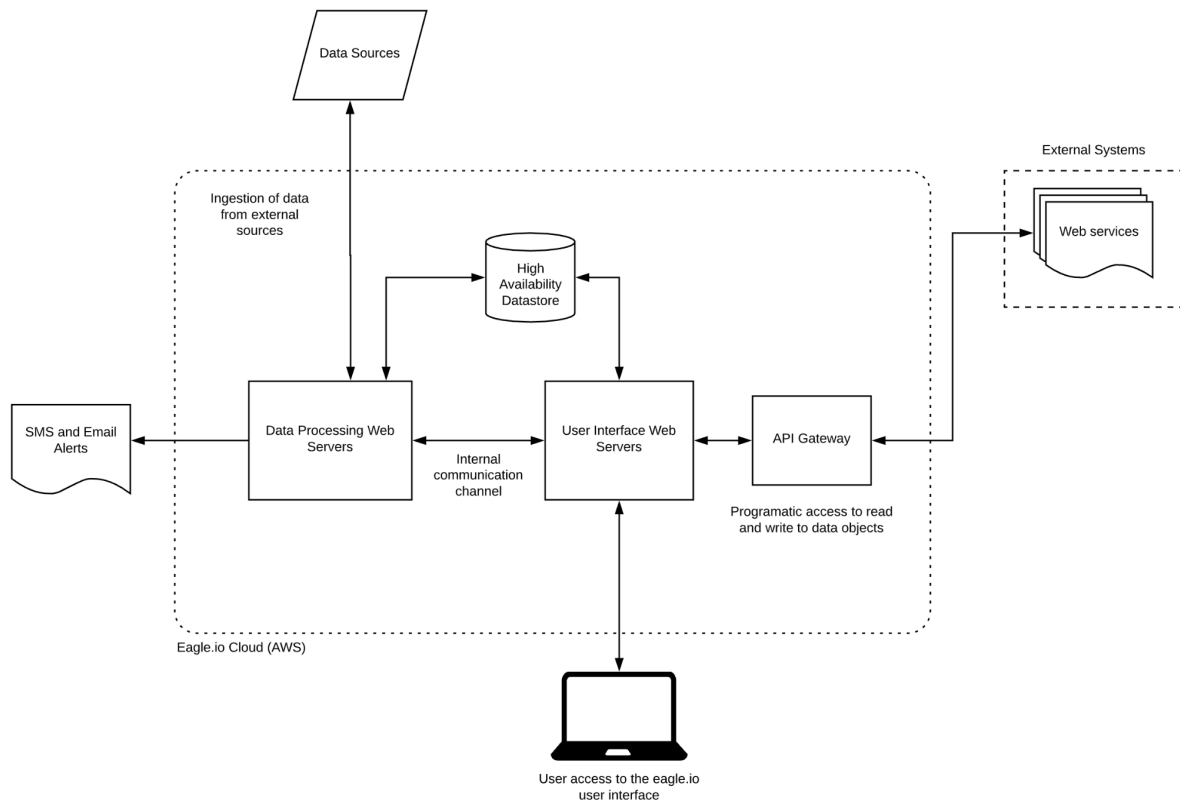 Data Sources
External Systems
Ingestion of data
from external
sources
Web services
High
Availability
Datastore
SMS and Email
Alerts
Data Processing Web
Servers
User Interface Web
Servers
API Gateway
Internal
communication
channel
Programatic access to read
and write to data objects
Eagle.io Cloud (AWS)
User access to the eagle.io
user interface